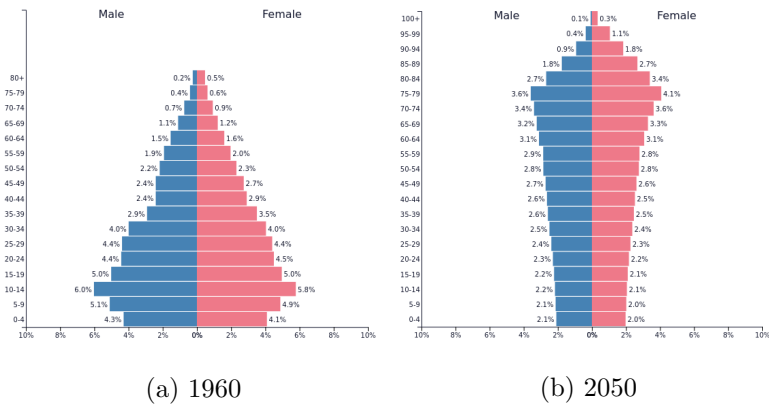 Male Female
80+ 0.2% 0.5%
75-79 0.4% 0.6%
70-74 0.7% 0.9%
65-69 1.1% 1.2%
60-64 1.5% 1.6%
55-59 1.9% 2.0%
50-54 2.2% 2.3%
45-49 2.4% 2.7%
40-44 2.4% 2.9%
35-39 2.9% 3.5%
30-34 4.0% 4.0%
25-29 4.4% 4.4%
20-24 4.4% 4.5%
15-19 5.0% 5.0%
10-14 6.0% 5.8%
5-9 5.1% 4.9%
0-4 4.3% 4.1%
10% 8% 6% 4% 2% 0% 2% 4% 6% 8% 10%
(a) 1960
Male Female
100+ 0.1% 0.3%
95-99 0.4% 1.1%
90-94 0.9% 1.8%
85-89 1.8% 2.7%
80-84 2.7% 3.4%
75-79 3.6% 4.1%
70-74 3.4% 3.6%
65-69 3.2% 3.3%
60-64 3.1% 3.1%
55-59 2.9% 2.8%
50-54 2.8% 2.8%
45-49 2.7% 2.6%
40-44 2.6% 2.5%
35-39 2.6% 2.5%
30-34 2.5% 2.4%
25-29 2.4% 2.3%
20-24 2.3% 2.2%
15-19 2.2% 2.1%
10-14 2.2% 2.1%
5-9 2.1% 2.0%
0-4 2.1% 2.0%
10% 8% 6% 4% 2% 0% 2% 4% 6% 8% 10%
(b) 2050